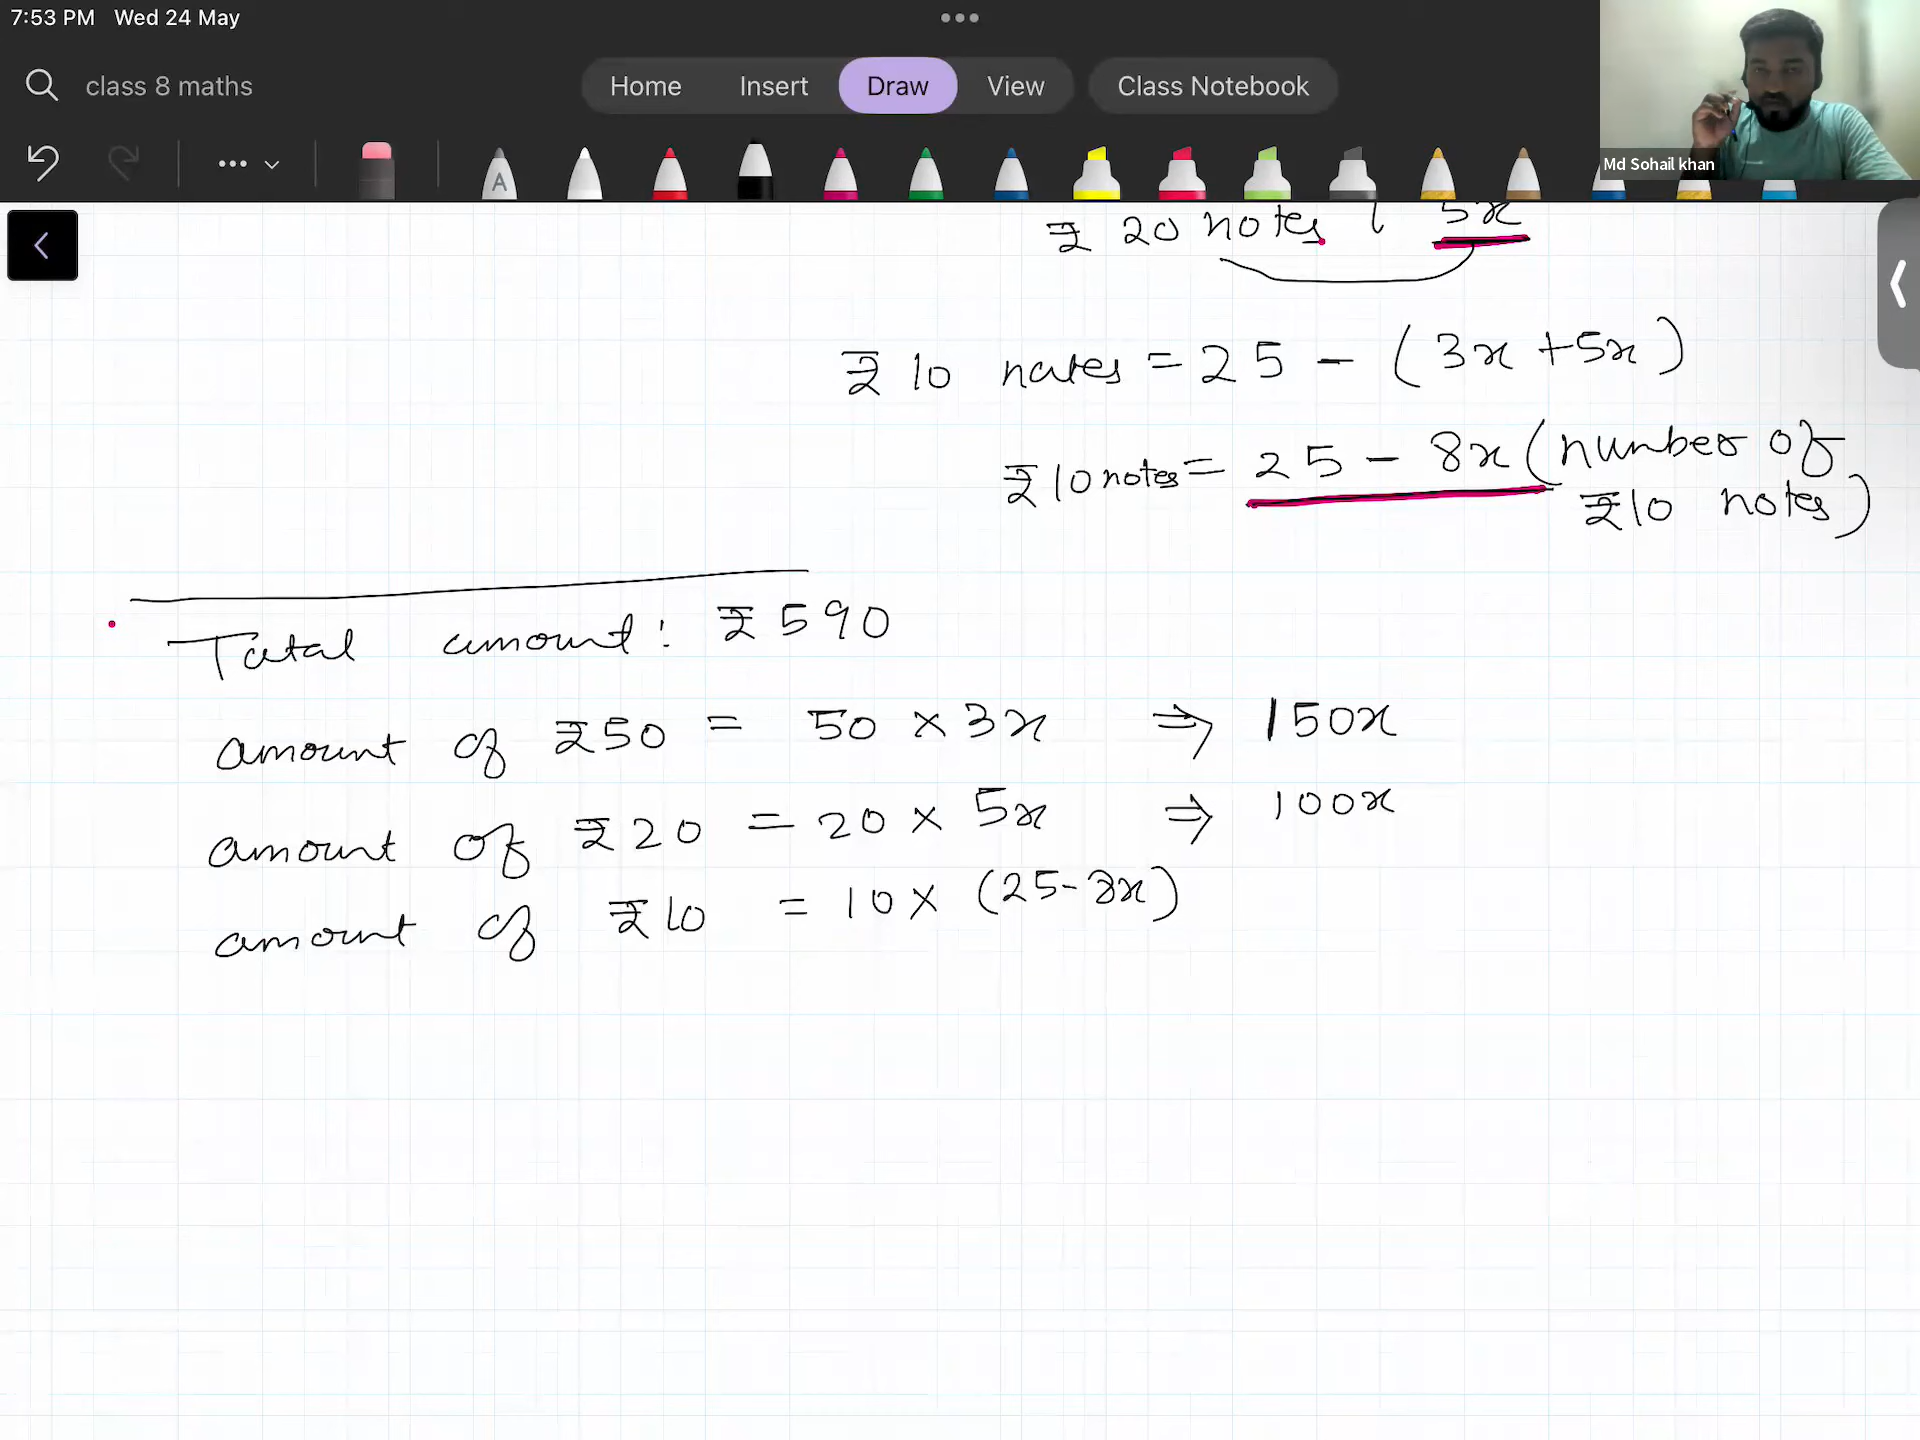 7:53 PM Wed 24 May
class 8 maths
Home Insert Draw View Class Notebook
A
Md Sohail khan
₹ 20 notes 5x
₹ 10 notes = 25 - (3x + 5x)
₹10 notes = 25 - 8x (number of
₹10 notes)
Total amount: ₹590
amount of ₹50 = 50 × 3x ⇒ 150x
amount of ₹20 = 20 × 5x ⇒ 100x
amount of ₹10 = 10 × (25-8x)